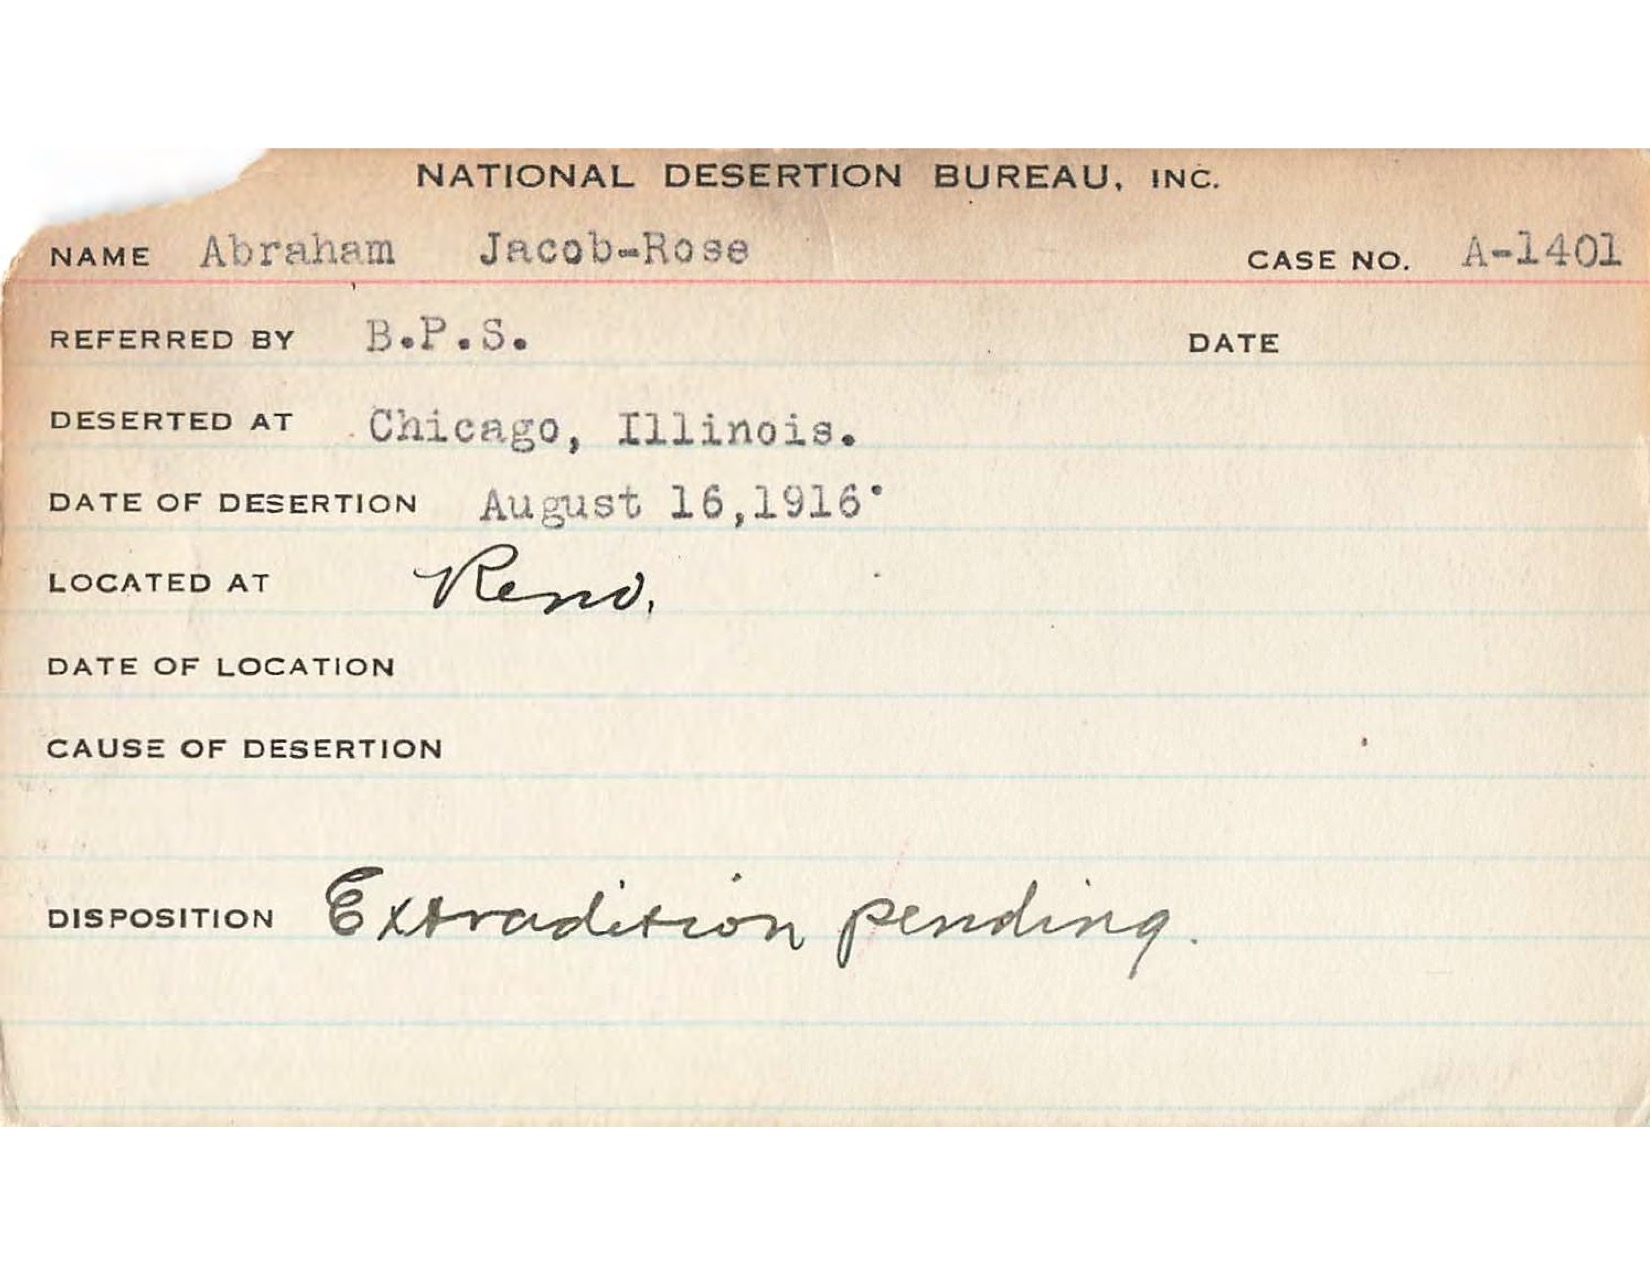 NATIONAL DESERTION BUREAU, INC.
NAME Abraham Jacob-Rose CASE NO. A-1401
REFERRED BY B.P.S. DATE
DESERTED AT Chicago, Illinois.
DATE OF DESERTION August 16,1916.
LOCATED AT Reno,
DATE OF LOCATION
CAUSE OF DESERTION
DISPOSITION Extradition pending.